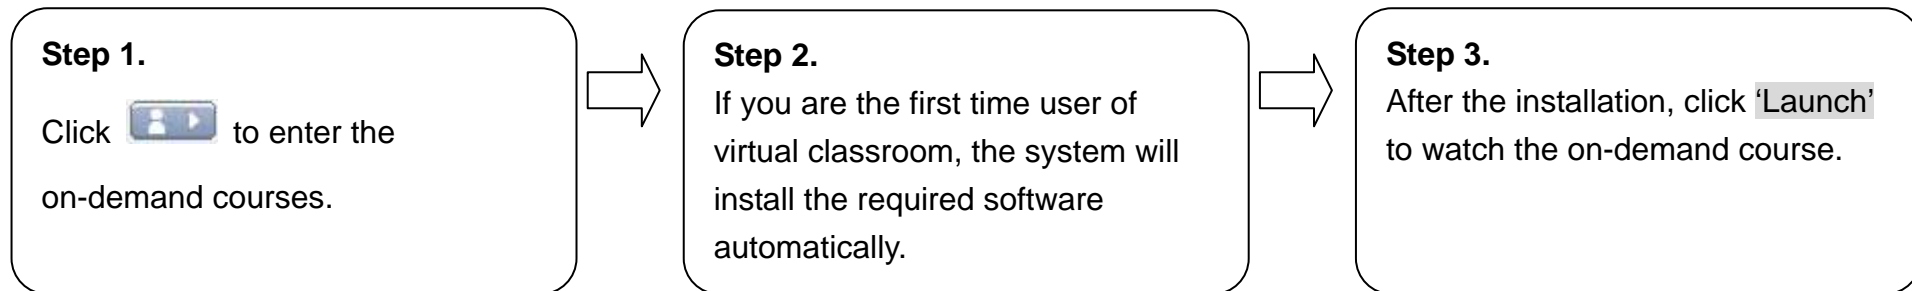 Step 1.
Click to enter the
on-demand courses.
Step 2.
If you are the first time user of
virtual classroom, the system will
install the required software
automatically.
Step 3.
After the installation, click ‘Launch’
to watch the on-demand course.